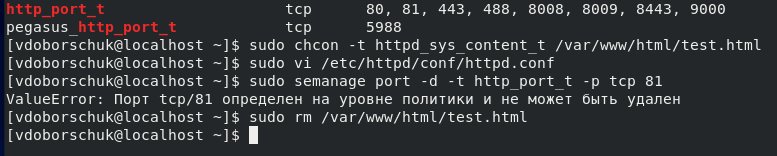 http_port_t tcp 80, 81, 443, 488, 8008, 8009, 8443, 9000
pegasus_http_port_t tcp 5988
[vdoborschuk@localhost ~]$ sudo chcon -t httpd_sys_content_t /var/www/html/test.html
[vdoborschuk@localhost ~]$ sudo vi /etc/httpd/conf/httpd.conf
[vdoborschuk@localhost ~]$ sudo semanage port -d -t http_port_t -p tcp 81
ValueError: Порт tcp/81 определен на уровне политики и не может быть удален
[vdoborschuk@localhost ~]$ sudo rm /var/www/html/test.html
[vdoborschuk@localhost ~]$